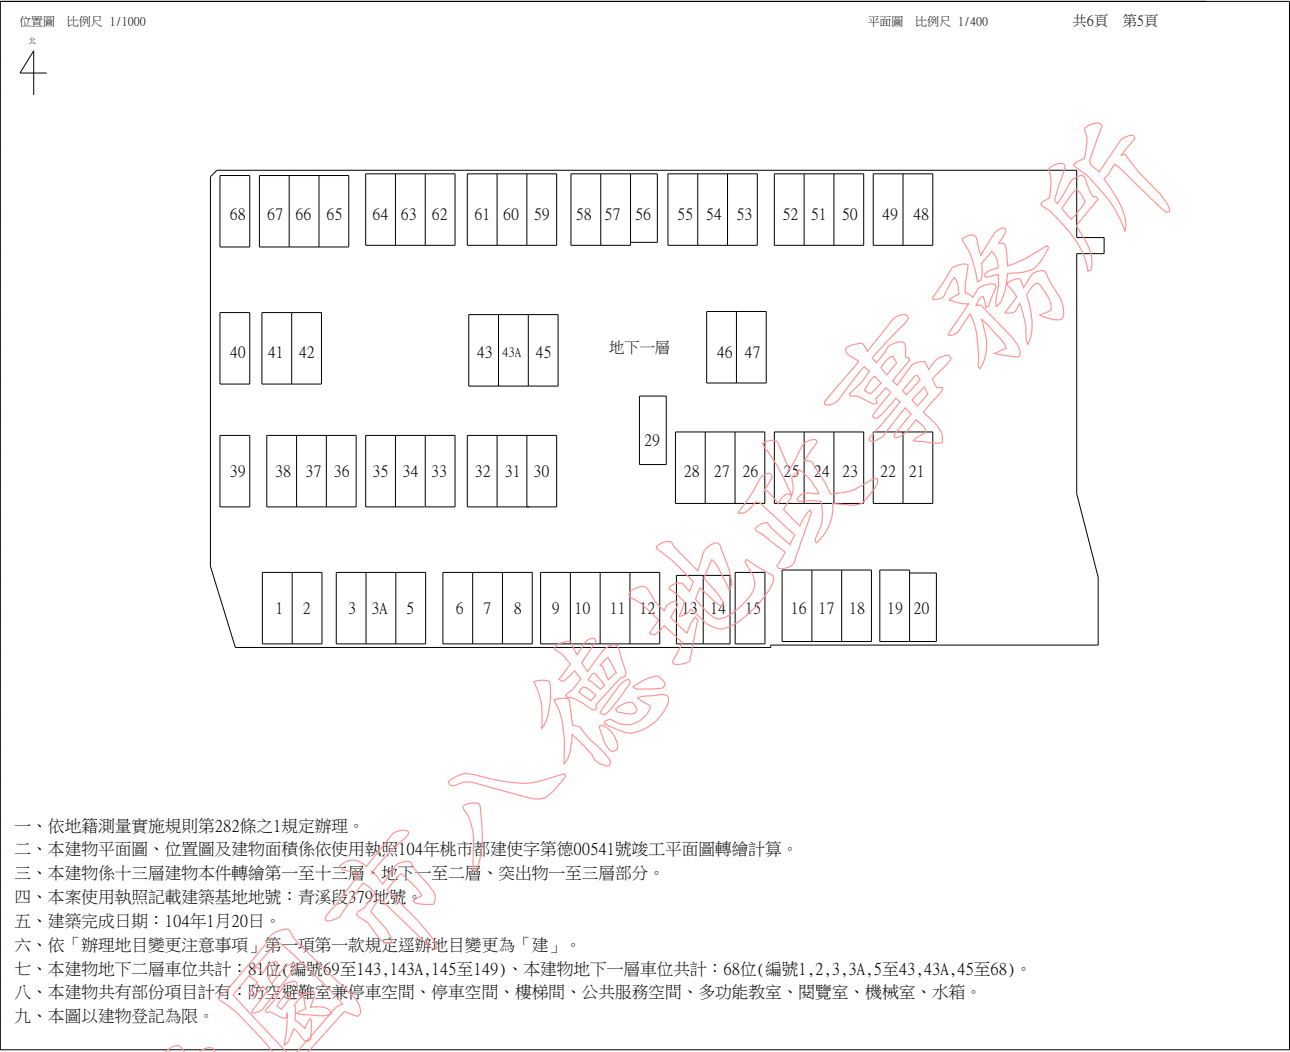 位置圖 比例尺 1/1000
平面圖 比例尺 1/400
共6頁 第5頁
北
68 67 66 65 64 63 62 61 60 59 58 57 56 55 54 53 52 51 50 49 48
40 41 42 43 43A 45 地下一層 46 47
29
39 38 37 36 35 34 33 32 31 30 28 27 26 25 24 23 22 21
1 2 3 3A 5 6 7 8 9 10 11 12 13 14 15 16 17 18 19 20
一、依地籍測量實施規則第282條之1規定辦理。
二、本建物平面圖、位置圖及建物面積係依使用執照104年桃市都建使字第德00541號竣工平面圖轉繪計算。
三、本建物係十三層建物本件轉繪第一至十三層、地下一至二層、突出物一至三層部分。
四、本案使用執照記載建築基地地號：青溪段379地號。
五、建築完成日期：104年1月20日。
六、依「辦理地目變更注意事項」第一項第一款規定逕辦地目變更為「建」。
七、本建物地下二層車位共計：81位(編號69至143,143A,145至149)、本建物地下一層車位共計：68位(編號1,2,3,3A,5至43,43A,45至68)。
八、本建物共有部份項目計有：防空避難室兼停車空間、停車空間、樓梯間、公共服務空間、多功能教室、閱覽室、機械室、水箱。
九、本圖以建物登記為限。
園市八德地政事務所